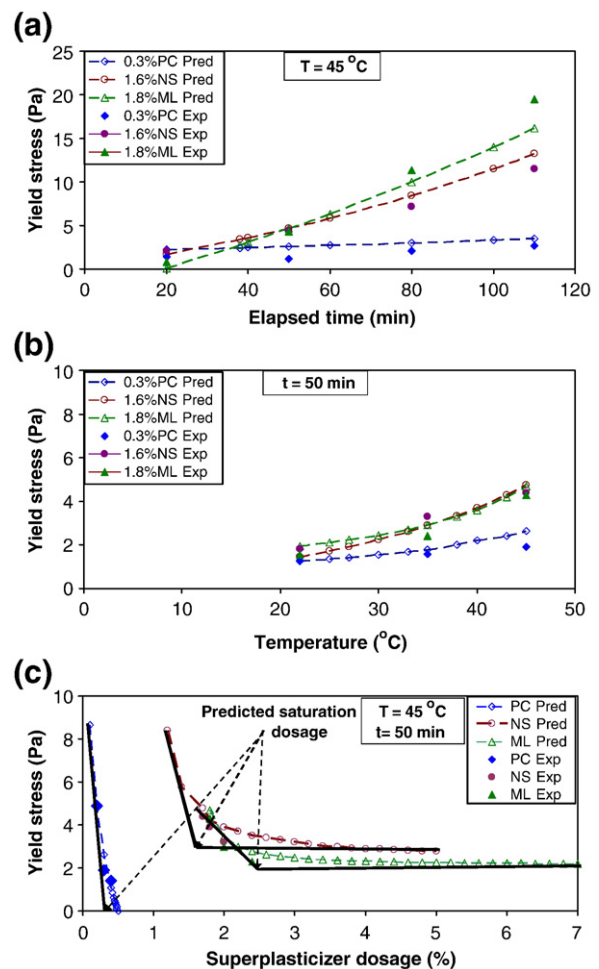 (a)
0.3%PC Pred
1.6%NS Pred
1.8%ML Pred
0.3%PC Exp
1.6%NS Exp
1.8%ML Exp
T = 45 °C
Yield stress (Pa)
25
20
15
10
5
0
0 20 40 60 80 100 120
Elapsed time (min)
(b)
0.3%PC Pred
1.6%NS Pred
1.8%ML Pred
0.3%PC Exp
1.6%NS Exp
1.8%ML Exp
t = 50 min
Yield stress (Pa)
10
8
6
4
2
0
0 10 20 30 40 50
Temperature (°C)
(c)
Predicted saturation
dosage
T = 45 °C
t= 50 min
PC Pred
NS Pred
ML Pred
PC Exp
NS Exp
ML Exp
Yield stress (Pa)
10
8
6
4
2
0
0 1 2 3 4 5 6 7
Superplasticizer dosage (%)